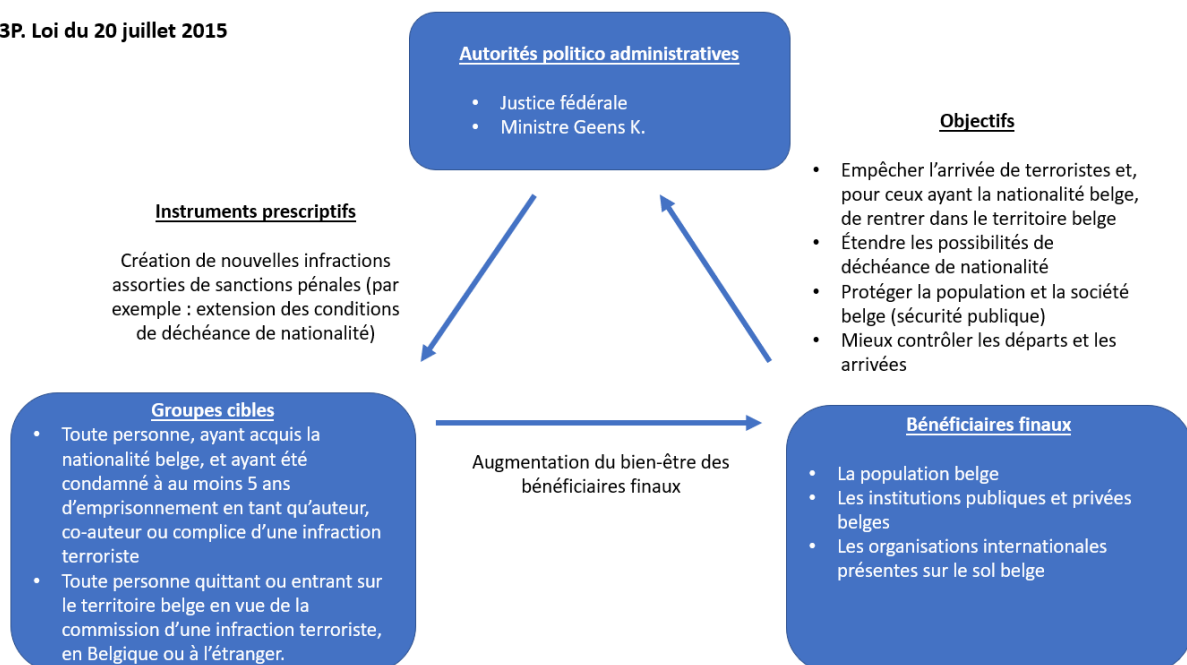 3P. Loi du 20 juillet 2015
Autorités politico administratives
• Justice fédérale
• Ministre Geens K.
Instruments prescriptifs
Création de nouvelles infractions
assorties de sanctions pénales (par
exemple : extension des conditions
de déchéance de nationalité)
Objectifs
• Empêcher l’arrivée de terroristes et,
pour ceux ayant la nationalité belge,
de rentrer dans le territoire belge
• Étendre les possibilités de
déchéance de nationalité
• Protéger la population et la société
belge (sécurité publique)
• Mieux contrôler les départs et les
arrivées
Groupes cibles
• Toute personne, ayant acquis la
nationalité belge, et ayant été
condamné à au moins 5 ans
d’emprisonnement en tant qu’auteur,
co-auteur ou complice d’une infraction
terroriste
• Toute personne quittant ou entrant sur
le territoire belge en vue de la
commission d’une infraction terroriste,
en Belgique ou à l’étranger.
Augmentation du bien-être des
bénéficiaires finaux
Bénéficiaires finaux
• La population belge
• Les institutions publiques et privées
belges
• Les organisations internationales
présentes sur le sol belge